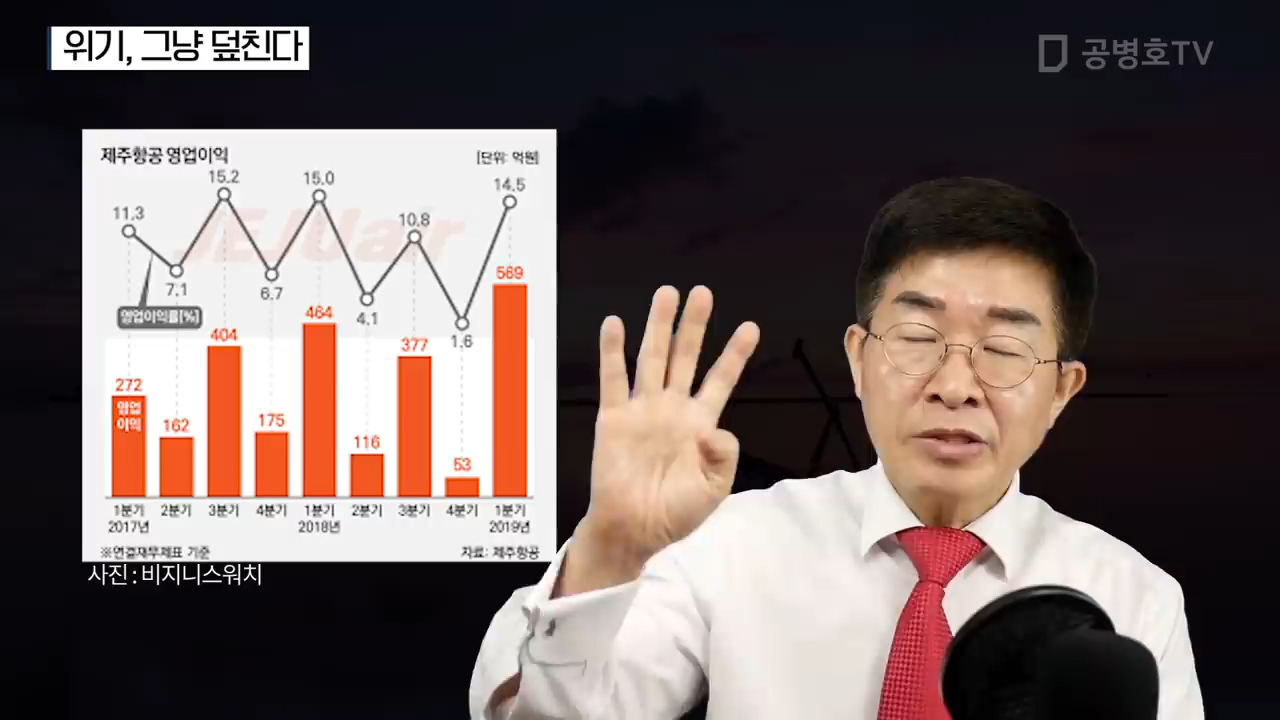 위기, 그냥 덮친다
공병호TV
제주항공 영업이익
[단위: 억원]
JEJUair
11.3
7.1
15.2
6.7
15.0
4.1
10.8
1.6
14.5
영업이익률[%]
272
162
404
175
464
116
377
53
569
영업
이익
1분기 2분기 3분기 4분기 1분기 2분기 3분기 4분기 1분기
2017년 2018년 2019년
※연결재무제표 기준
자료: 제주항공
사진 : 비지니스워치